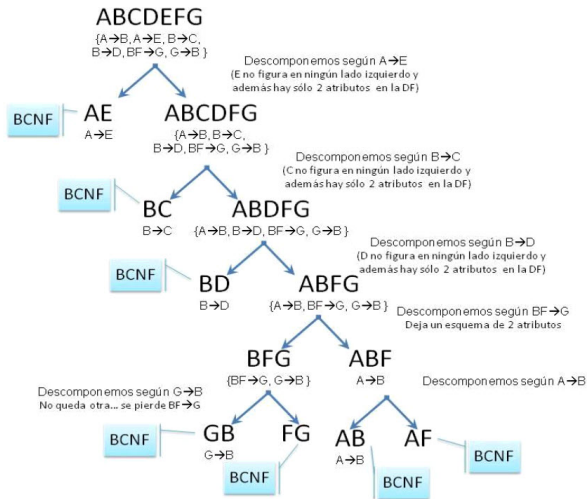 ABCDEFG
{A→B, A→E, B→C,
B→D, BF→G, G→B }
Descomponemos según A→E
(E no figura en ningún lado izquierdo y
además hay sólo 2 atributos en la DF)
BCNF
AE
A→E
ABCDFG
{A→B, B→C,
B→D, BF→G, G→B }
Descomponemos según B→C
(C no figura en ningún lado izquierdo y
además hay sólo 2 atributos en la DF)
BCNF
BC
B→C
ABDFG
{A→B, B→D, BF→G, G→B }
Descomponemos según B→D
(D no figura en ningún lado izquierdo y
además hay sólo 2 atributos en la DF)
BCNF
BD
B→D
ABFG
{A→B, BF→G, G→B }
Descomponemos según BF→G
Deja un esquema de 2 atributos
BFG
{BF→G, G→B }
ABF
A→B
Descomponemos según G→B
No queda otra... se pierde BF→G
Descomponemos según A→B
BCNF
GB
G→B
FG
BCNF
AB
A→B
BCNF
AF
BCNF